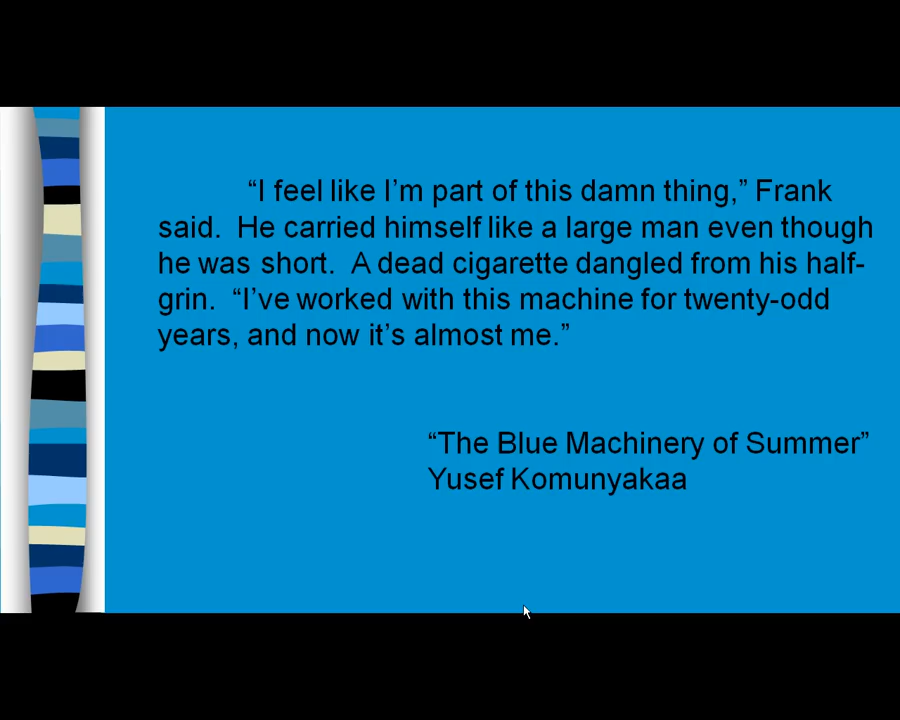 “I feel like I’m part of this damn thing,” Frank
said.  He carried himself like a large man even though
he was short.  A dead cigarette dangled from his half-
grin.  “I’ve worked with this machine for twenty-odd
years, and now it’s almost me.”
“The Blue Machinery of Summer”
Yusef Komunyakaa